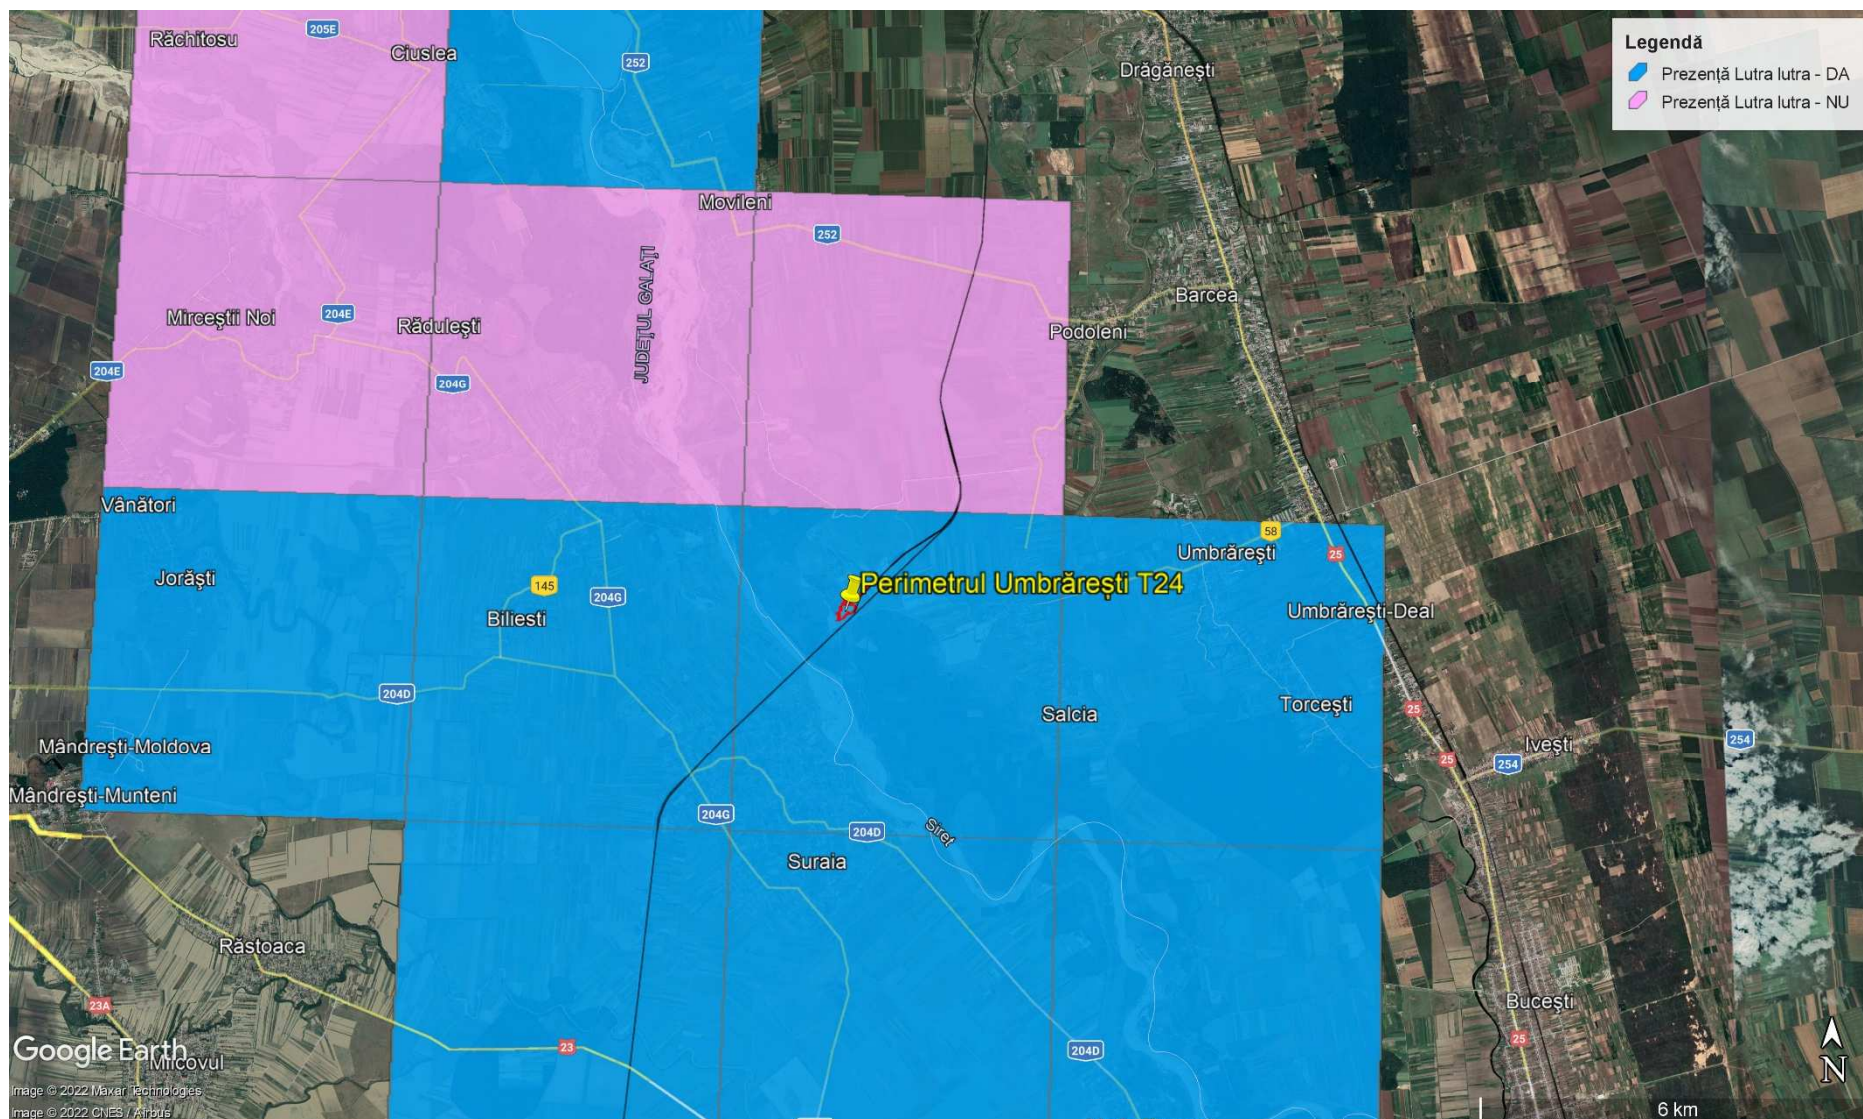 Răchitosu
205E
Ciuslea
252
Drăgănești
Legendă
Prezență Lutra lutra - DA
Prezență Lutra lutra - NU
Movileni
252
JUDEȚUL GALAȚI
Mirceștii Noi
204E
Rădulești
204E
204G
Barcea
Podoleni
Vânători
Jorăști
145
Biliesti
204G
Perimetrul Umbrărești T24
58
Umbrărești
25
Umbrărești-Deal
204D
Salcia
Torcești
25
Mândrești-Moldova
Mândrești-Munteni
204G
204D
Siret
Suraia
25
254
Ivești
254
Răstoaca
23A
23
204D
Bucești
25
Milcovul
Google Earth
Image © 2022 Maxar Technologies
Image © 2022 CNES / Airbus
N
6 km